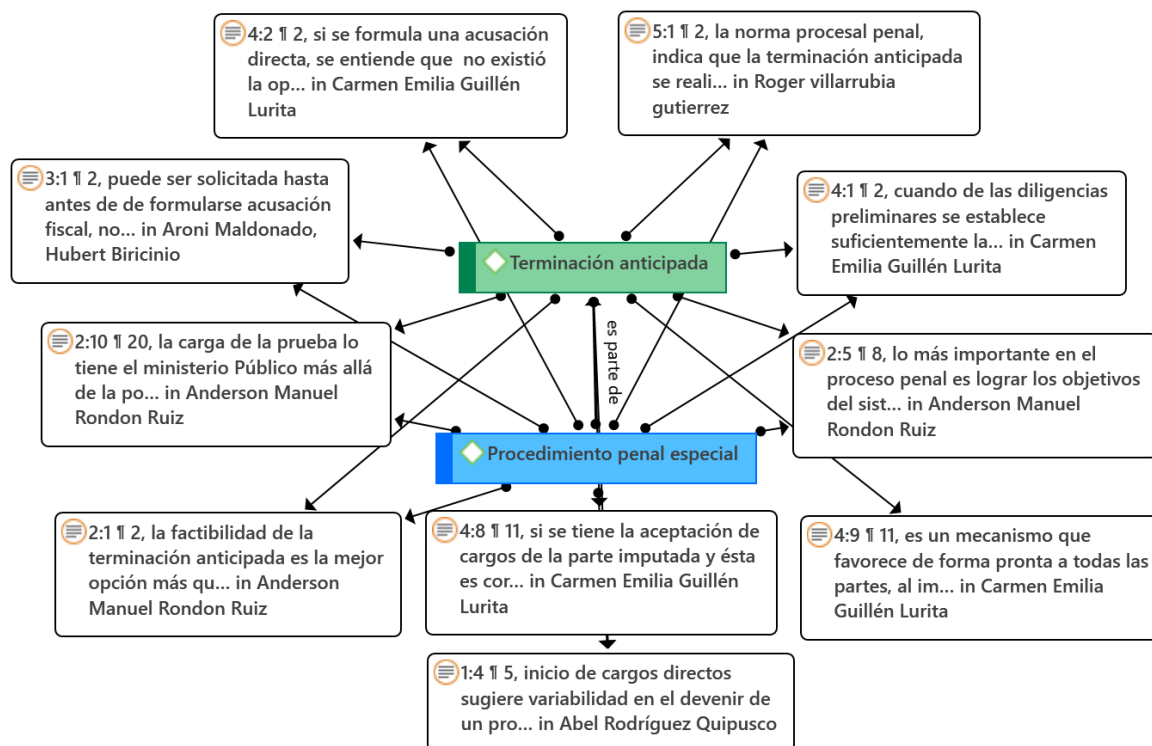 4:2 ¶ 2, si se formula una acusación
directa, se entiende que no existió
la op... in Carmen Emilia Guillén
Lurita
5:1 ¶ 2, la norma procesal penal,
indica que la terminación anticipada
se reali... in Roger villarrubia
gutierrez
3:1 ¶ 2, puede ser solicitada hasta
antes de de formularse acusación
fiscal, no... in Aroni Maldonado,
Hubert Biricinio
4:1 ¶ 2, cuando de las diligencias
preliminares se establece
suficientemente la... in Carmen
Emilia Guillén Lurita
Terminación anticipada
es parte de
2:10 ¶ 20, la carga de la prueba lo
tiene el ministerio Público más allá
de la po... in Anderson Manuel
Rondon Ruiz
2:5 ¶ 8, lo más importante en el
proceso penal es lograr los objetivos
del sist... in Anderson Manuel
Rondon Ruiz
Procedimiento penal especial
2:1 ¶ 2, la factibilidad de la
terminación anticipada es la mejor
opción más qu... in Anderson
Manuel Rondon Ruiz
4:8 ¶ 11, si se tiene la aceptación de
cargos de la parte imputada y ésta
es cor... in Carmen Emilia Guillén
Lurita
4:9 ¶ 11, es un mecanismo que
favorece de forma pronta a todas las
partes, al im... in Carmen Emilia
Guillén Lurita
1:4 ¶ 5, inicio de cargos directos
sugiere variabilidad en el devenir de
un pro... in Abel Rodríguez Quipusco